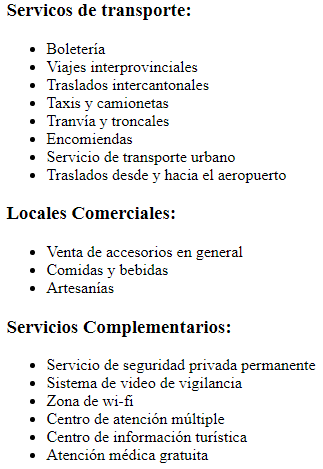 Servicos de transporte:
Boletería
Viajes interprovinciales
Traslados intercantonales
Taxis y camionetas
Tranvía y troncales
Encomiendas
Servicio de transporte urbano
Traslados desde y hacia el aeropuerto
Locales Comerciales:
Venta de accesorios en general
Comidas y bebidas
Artesanías
Servicios Complementarios:
Servicio de seguridad privada permanente
Sistema de video de vigilancia
Zona de wi-fi
Centro de atención múltiple
Centro de información turística
Atención médica gratuita